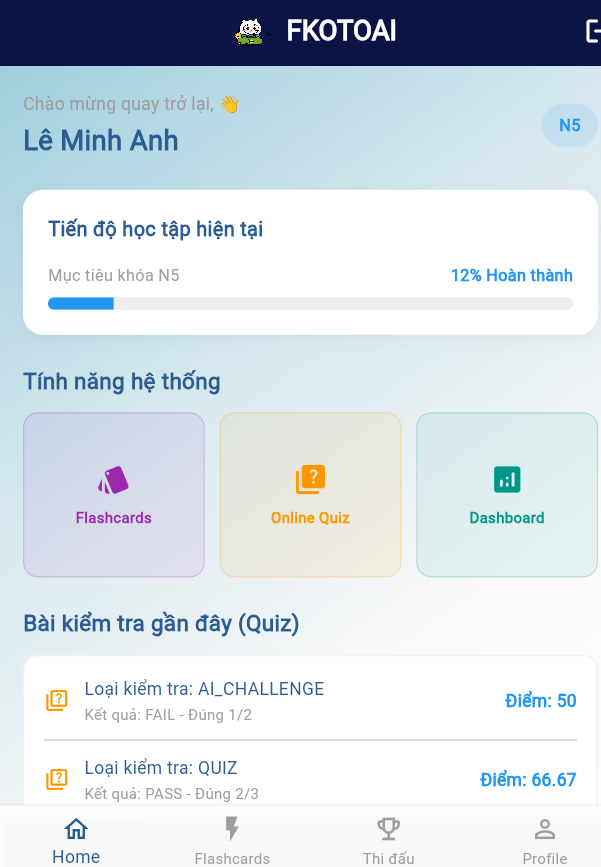 FKOTOAI
Chào mừng quay trở lại, 👋
Lê Minh Anh
N5
Tiến độ học tập hiện tại
Mục tiêu khóa N5
12% Hoàn thành
Tính năng hệ thống
Flashcards
Online Quiz
Dashboard
Bài kiểm tra gần đây (Quiz)
Loại kiểm tra: AI_CHALLENGE
Kết quả: FAIL - Đúng 1/2
Điểm: 50
Loại kiểm tra: QUIZ
Kết quả: PASS - Đúng 2/3
Điểm: 66.67
Home
Flashcards
Thi đấu
Profile